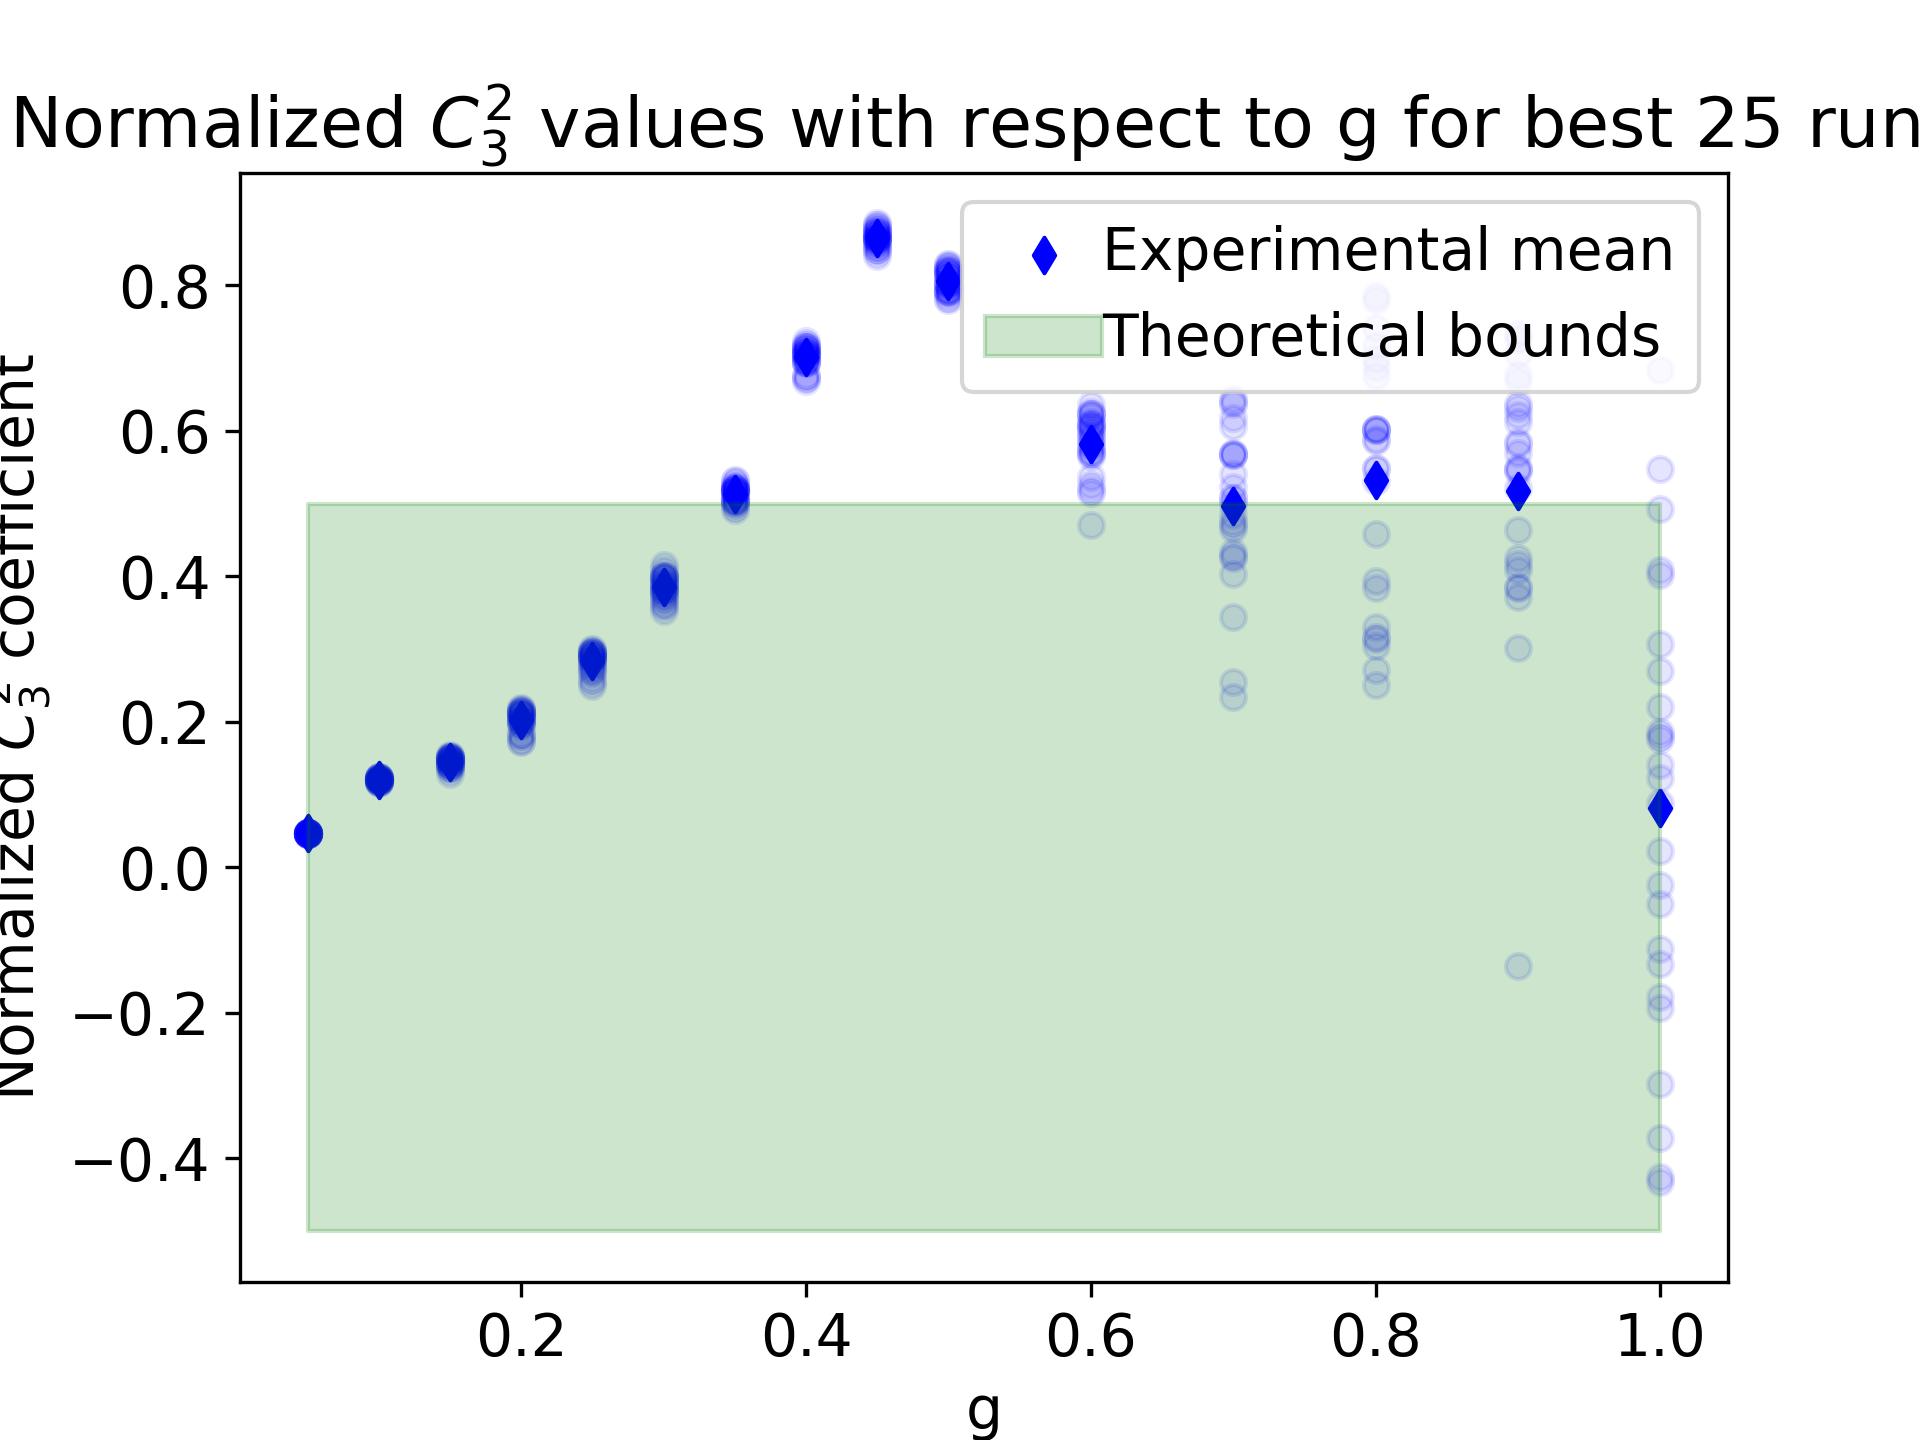 Normalized $C_3^2$ values with respect to g for best 25 run
Experimental mean
Theoretical bounds
Normalized $C_3^2$ coefficient
0.8
0.6
0.4
0.2
0.0
−0.2
−0.4
0.2 0.4 0.6 0.8 1.0
g